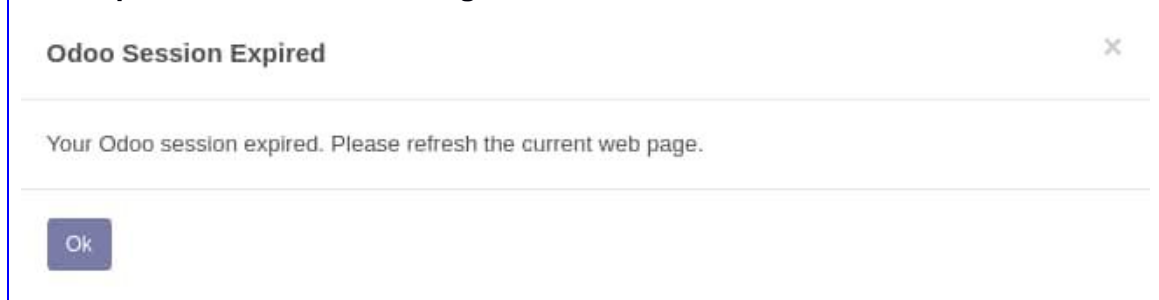 Odoo Session Expired
×
Your Odoo session expired. Please refresh the current web page.
Ok